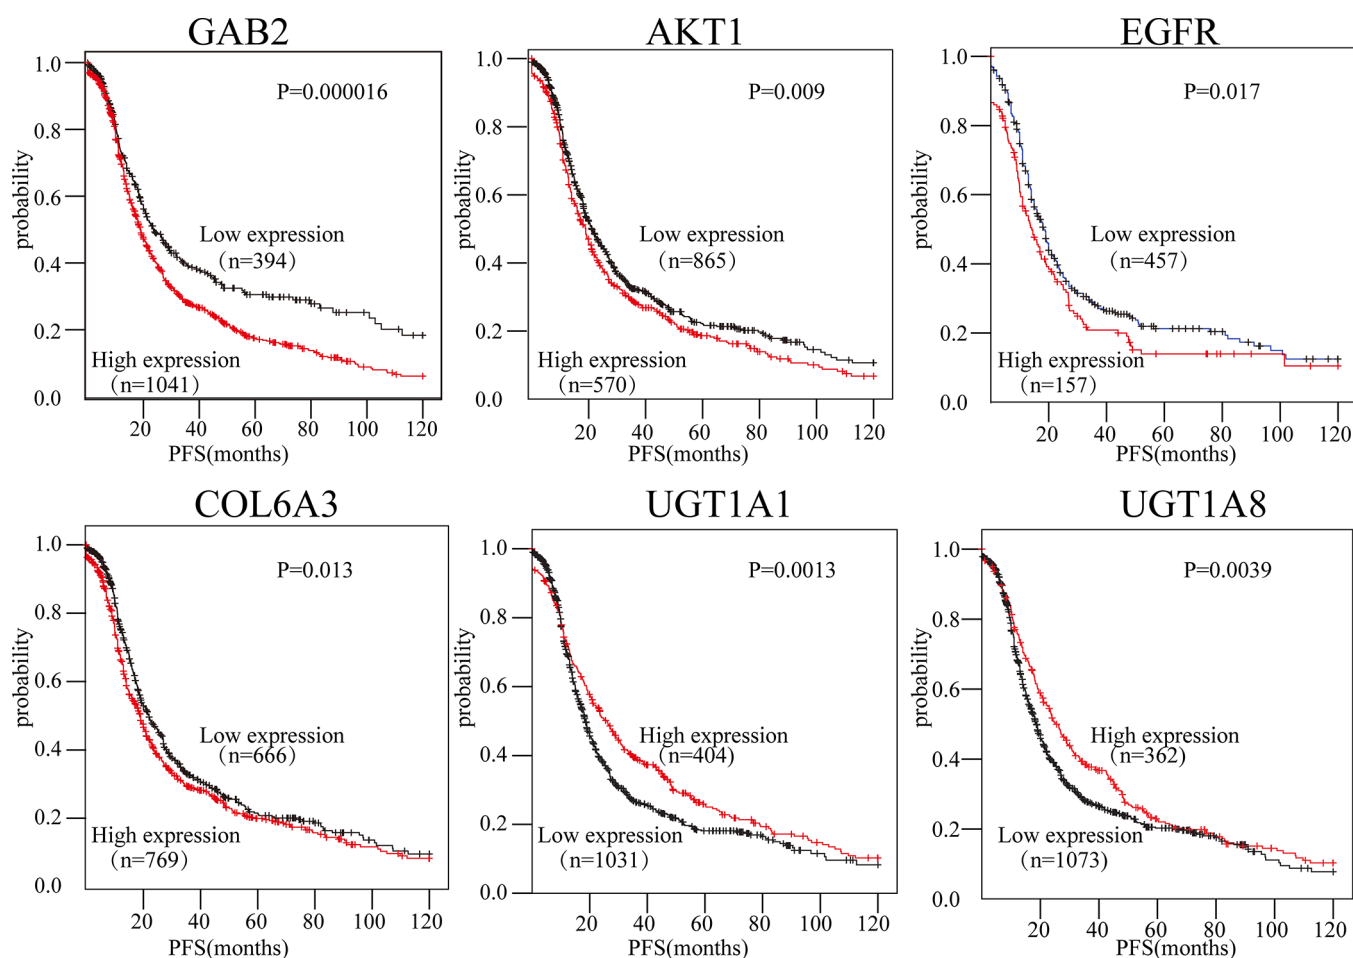 GAB2
1.0
0.8
0.6
0.4
0.2
0.0
probability
P=0.000016
Low expression
(n=394)
High expression
(n=1041)
20 40 60 80 100 120
PFS(months)
AKT1
1.0
0.8
0.6
0.4
0.2
0.0
probability
P=0.009
Low expression
(n=865)
High expression
(n=570)
20 40 60 80 100 120
PFS(months)
EGFR
1.0
0.8
0.6
0.4
0.2
0.0
probability
P=0.017
Low expression
(n=457)
High expression
(n=157)
20 40 60 80 100 120
PFS(months)
COL6A3
1.0
0.8
0.6
0.4
0.2
0.0
probability
P=0.013
Low expression
(n=666)
High expression
(n=769)
20 40 60 80 100 120
PFS(months)
UGT1A1
1.0
0.8
0.6
0.4
0.2
0.0
probability
P=0.0013
High expression
(n=404)
Low expression
(n=1031)
20 40 60 80 100 120
PFS(months)
UGT1A8
1.0
0.8
0.6
0.4
0.2
0.0
probability
P=0.0039
High expression
(n=362)
Low expression
(n=1073)
20 40 60 80 100 120
PFS(months)